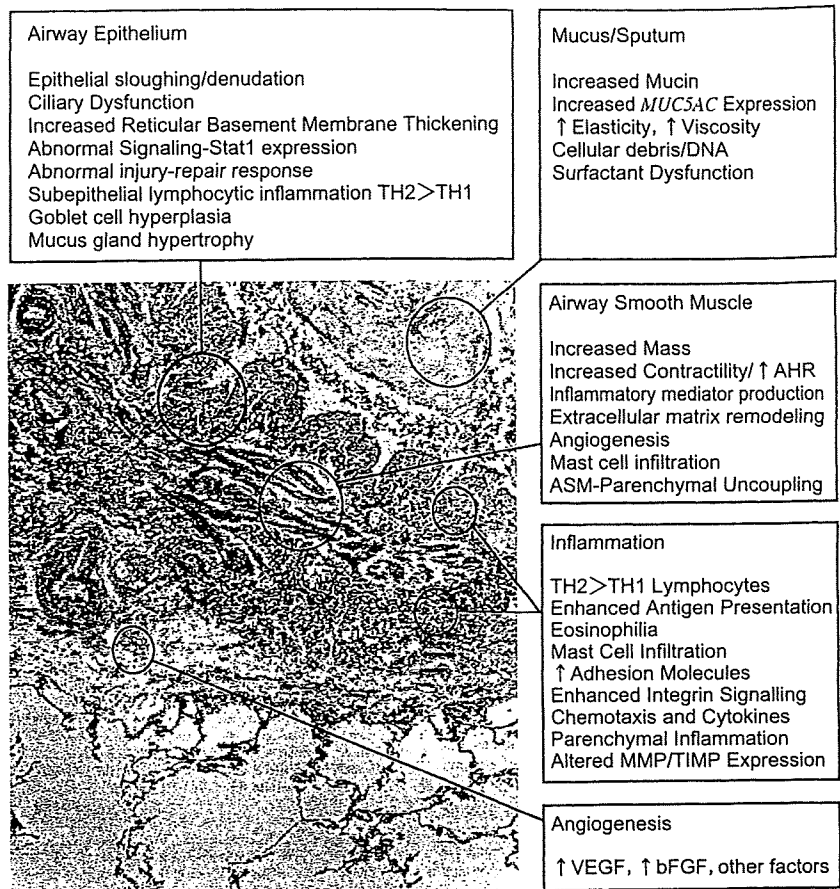 Airway Epithelium
Epithelial sloughing/denudation
Ciliary Dysfunction
Increased Reticular Basement Membrane Thickening
Abnormal Signaling-Stat1 expression
Abnormal injury-repair response
Subepithelial lymphocytic inflammation TH2>TH1
Goblet cell hyperplasia
Mucus gland hypertrophy
Mucus/Sputum
Increased Mucin
Increased MUC5AC Expression
↑ Elasticity, ↑ Viscosity
Cellular debris/DNA
Surfactant Dysfunction
Airway Smooth Muscle
Increased Mass
Increased Contractility/ ↑ AHR
Inflammatory mediator production
Extracellular matrix remodeling
Angiogenesis
Mast cell infiltration
ASM-Parenchymal Uncoupling
Inflammation
TH2>TH1 Lymphocytes
Enhanced Antigen Presentation
Eosinophilia
Mast Cell Infiltration
↑ Adhesion Molecules
Enhanced Integrin Signalling
Chemotaxis and Cytokines
Parenchymal Inflammation
Altered MMP/TIMP Expression
Angiogenesis
↑ VEGF, ↑ bFGF, other factors